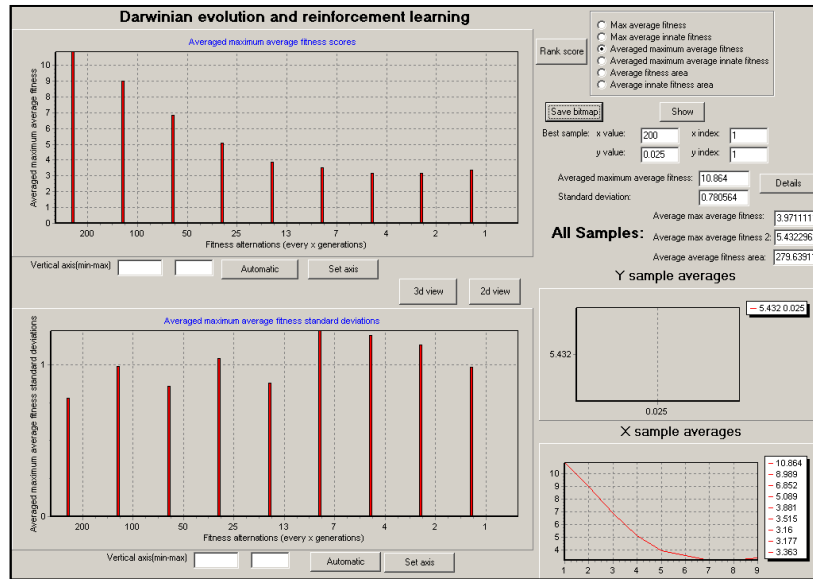 Darwinian evolution and reinforcement learning
Averaged maximum average fitness scores
Averaged maximum average fitness
10
9
8
7
6
5
4
3
2
1
0
200 100 50 25 13 7 4 2 1
Fitness alternations (every x generations)
Vertical axis(min-max) Automatic Set axis
3d view 2d view
Averaged maximum average fitness standard deviations
Averaged maximum average fitness standard deviations
1
0
200 100 50 25 13 7 4 2 1
Fitness alternations (every x generations)
Vertical axis(min-max) Automatic Set axis
Rank score
Max average fitness
Max average innate fitness
Averaged maximum average fitness
Averaged maximum average innate fitness
Average fitness area
Average innate fitness area
Save bitmap Show
Best sample: x value: 200 x index: 1
y value: 0.025 y index: 1
Averaged maximum average fitness: 10.864
Standard deviation: 0.780564
Details
All Samples:
Average max average fitness: 3.971111
Average max average fitness 2: 5.432296
Average average fitness area: 279.63911
Y sample averages
5.432 0.025
5.432
0.025
X sample averages
10
9
8
7
6
5
4
1 2 3 4 5 6 7 8 9
10.864
8.989
6.852
5.089
3.881
3.515
3.16
3.177
3.363